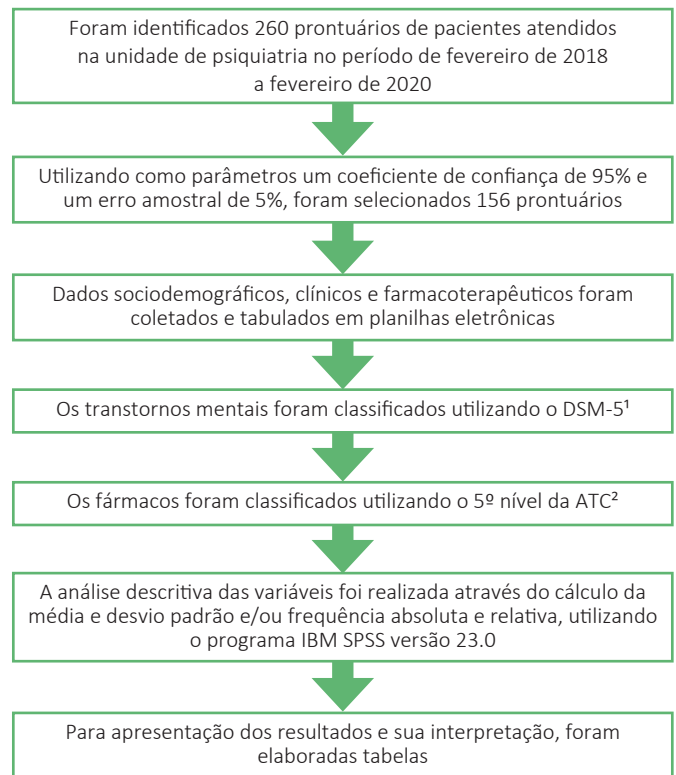 Foram identificados 260 prontuários de pacientes atendidos
na unidade de psiquiatria no período de fevereiro de 2018
a fevereiro de 2020
Utilizando como parâmetros um coeficiente de confiança de 95% e
um erro amostral de 5%, foram selecionados 156 prontuários
Dados sociodemográficos, clínicos e farmacoterapêuticos foram
coletados e tabulados em planilhas eletrônicas
Os transtornos mentais foram classificados utilizando o DSM-5¹
Os fármacos foram classificados utilizando o 5º nível da ATC²
A análise descritiva das variáveis foi realizada através do cálculo da
média e desvio padrão e/ou frequência absoluta e relativa, utilizando
o programa IBM SPSS versão 23.0
Para apresentação dos resultados e sua interpretação, foram
elaboradas tabelas